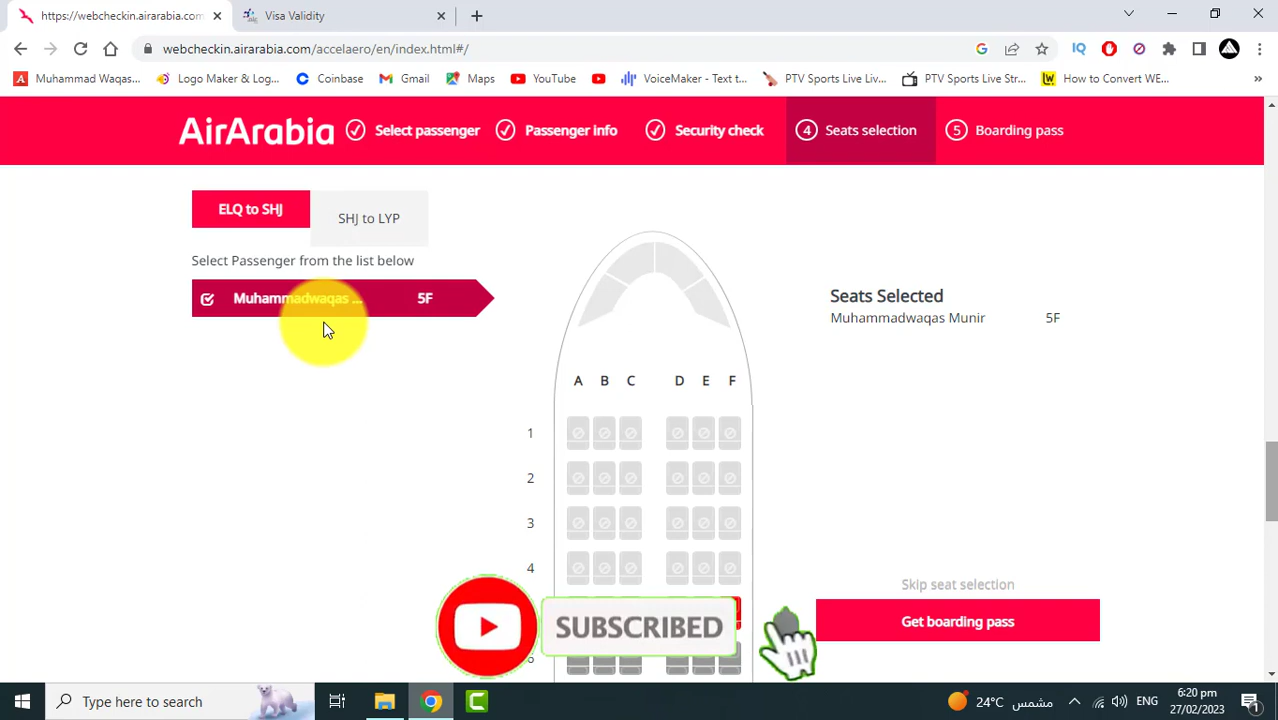 https://webcheckin.airarabia.com
Visa Validity
webcheckin.airarabia.com/accelaero/en/index.html#/
Muhammad Waqas...
Logo Maker & Log...
Coinbase
Gmail
Maps
YouTube
VoiceMaker - Text t...
PTV Sports Live Liv...
PTV Sports Live Str...
How to Convert WE...
AirArabia
Select passenger
Passenger info
Security check
4 Seats selection
5 Boarding pass
ELQ to SHJ
SHJ to LYP
Select Passenger from the list below
Muhammadwaqas ... 5F
Seats Selected
Muhammadwaqas Munir 5F
A B C D E F
1
2
3
4
Skip seat selection
Get boarding pass
SUBSCRIBED
Type here to search
24°C مشمس
ENG
6:20 pm
27/02/2023